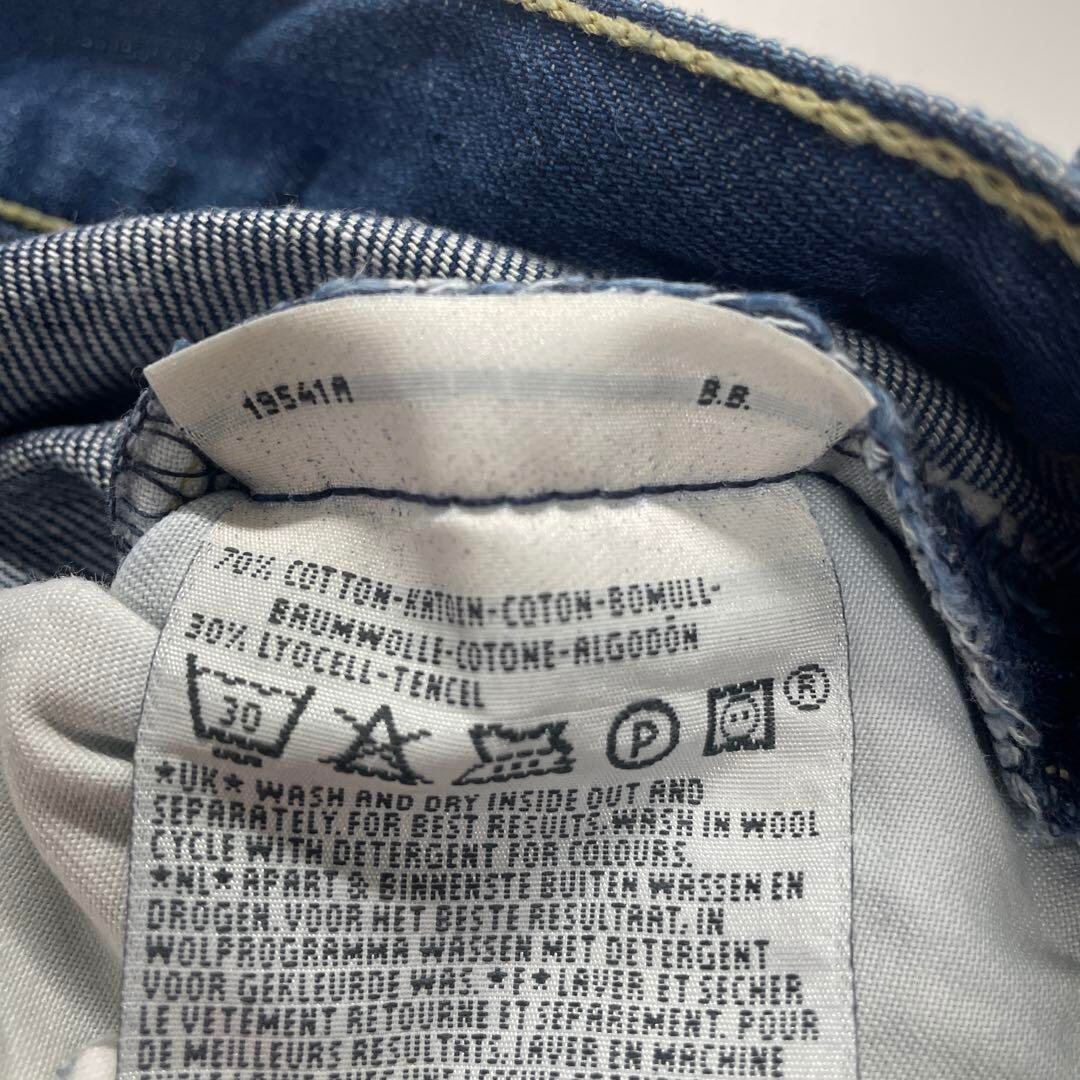 19541A B.B.
70% COTTON-KATOEN-COTON-BOMULL-
BAUMWOLLE-COTONE-ALGODÓN
30% LYOCELL-TENCEL
30 P ®
*UK* WASH AND DRY INSIDE OUT AND
SEPARATELY, FOR BEST RESULTS. WASH IN WOOL
CYCLE WITH DETERGENT FOR COLOURS.
*NL* APART & BINNENSTE BUITEN WASSEN EN
DROGEN, VOOR HET BESTE RESULTAAT, IN
WOLPROGRAMMA WASSEN MET DETERGENT
VOOR GEKLEURDE WAS. *F* LAVER ET SECHER
LE VETEMENT RETOURNE ET SEPAREMENT. POUR
DE MEILLEURS RESULTATS, LAVER EN MACHINE